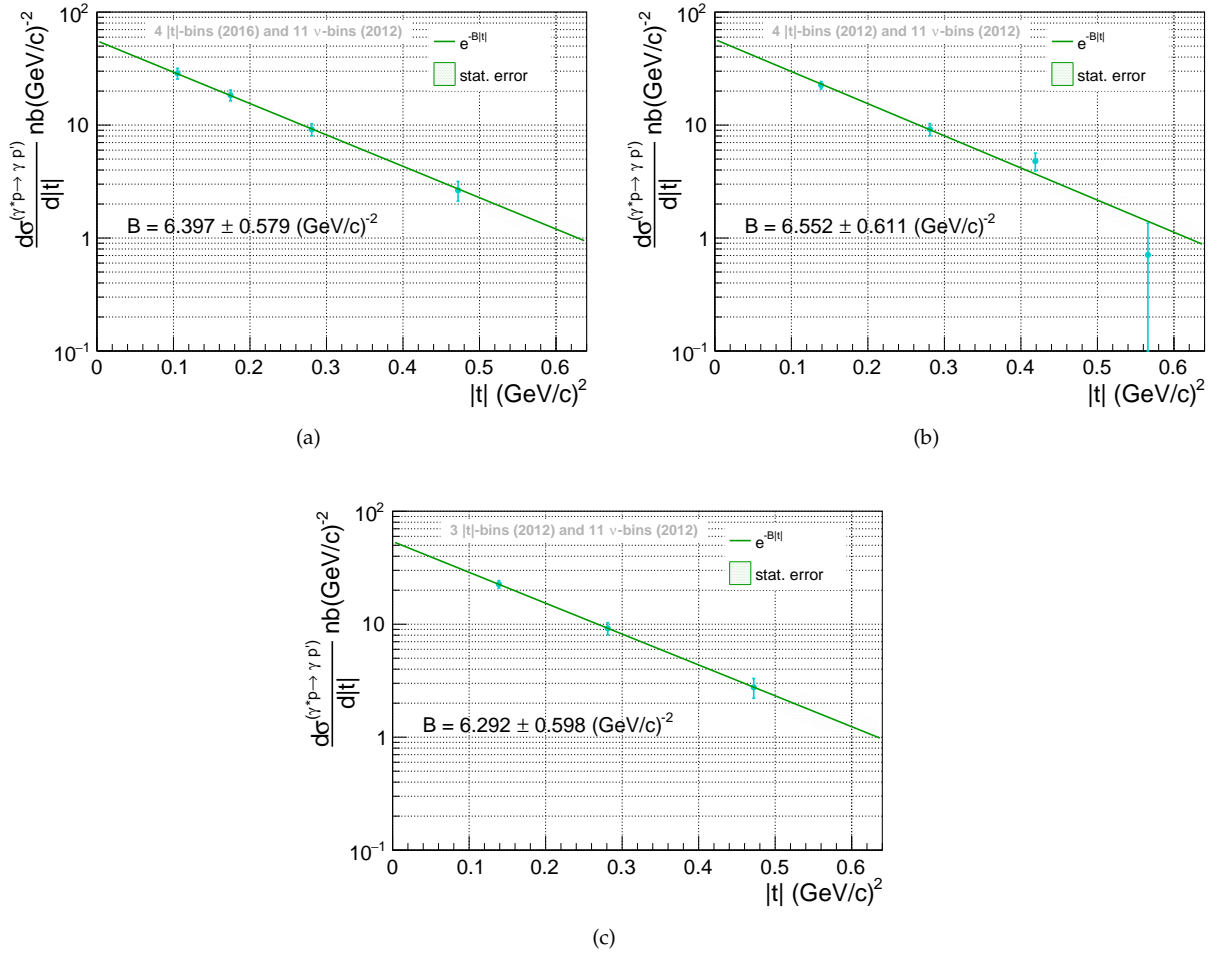 4 |t|-bins (2016) and 11 ν-bins (2012)
e^-B|t|
stat. error
dσ^(γ*p→ γ p') / d|t| nb(GeV/c)^-2
B = 6.397 ± 0.579 (GeV/c)^-2
10^2
10
1
10^−1
0 0.1 0.2 0.3 0.4 0.5 0.6
|t| (GeV/c)^2
(a)
4 |t|-bins (2012) and 11 ν-bins (2012)
e^-B|t|
stat. error
dσ^(γ*p→ γ p') / d|t| nb(GeV/c)^-2
B = 6.552 ± 0.611 (GeV/c)^-2
10^2
10
1
10^−1
0 0.1 0.2 0.3 0.4 0.5 0.6
|t| (GeV/c)^2
(b)
3 |t|-bins (2012) and 11 ν-bins (2012)
e^-B|t|
stat. error
dσ^(γ*p→ γ p') / d|t| nb(GeV/c)^-2
B = 6.292 ± 0.598 (GeV/c)^-2
10^2
10
1
10^−1
0 0.1 0.2 0.3 0.4 0.5 0.6
|t| (GeV/c)^2
(c)